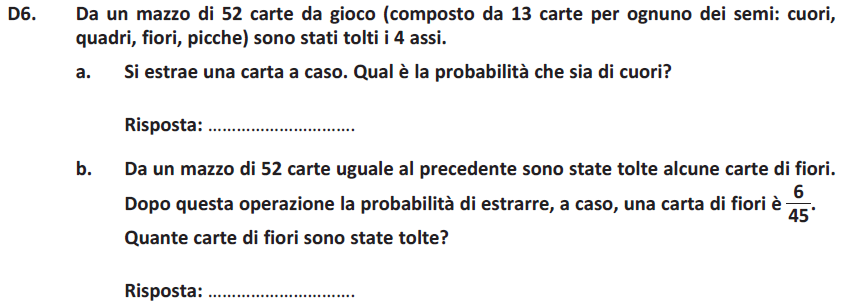 D6. Da un mazzo di 52 carte da gioco (composto da 13 carte per ognuno dei semi: cuori,
quadri, fiori, picche) sono stati tolti i 4 assi.
a. Si estrae una carta a caso. Qual è la probabilità che sia di cuori?
Risposta: ..............................
b. Da un mazzo di 52 carte uguale al precedente sono state tolte alcune carte di fiori.
Dopo questa operazione la probabilità di estrarre, a caso, una carta di fiori è 6/45.
Quante carte di fiori sono state tolte?
Risposta: ..............................